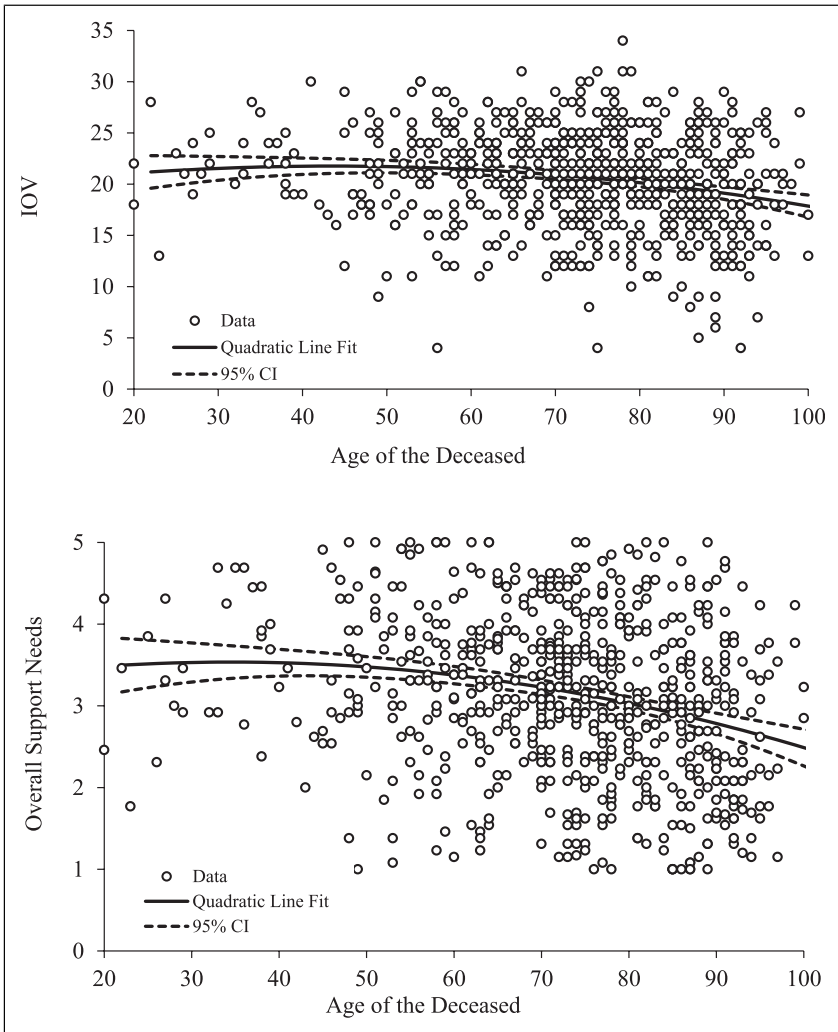 35
30
25
20
15
10
5
0
IOV
Data
Quadratic Line Fit
95% CI
20 30 40 50 60 70 80 90 100
Age of the Deceased
5
4
3
2
1
0
Overall Support Needs
Data
Quadratic Line Fit
95% CI
20 30 40 50 60 70 80 90 100
Age of the Deceased